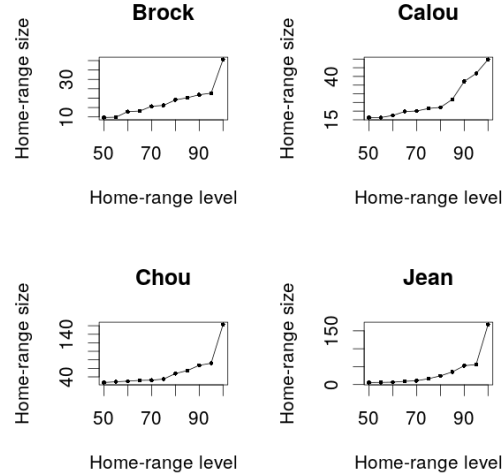 Brock
Home-range size
10 30
50 70 90
Home-range level
Calou
Home-range size
15 40
50 70 90
Home-range level
Chou
Home-range size
40 140
50 70 90
Home-range level
Jean
Home-range size
0 150
50 70 90
Home-range level